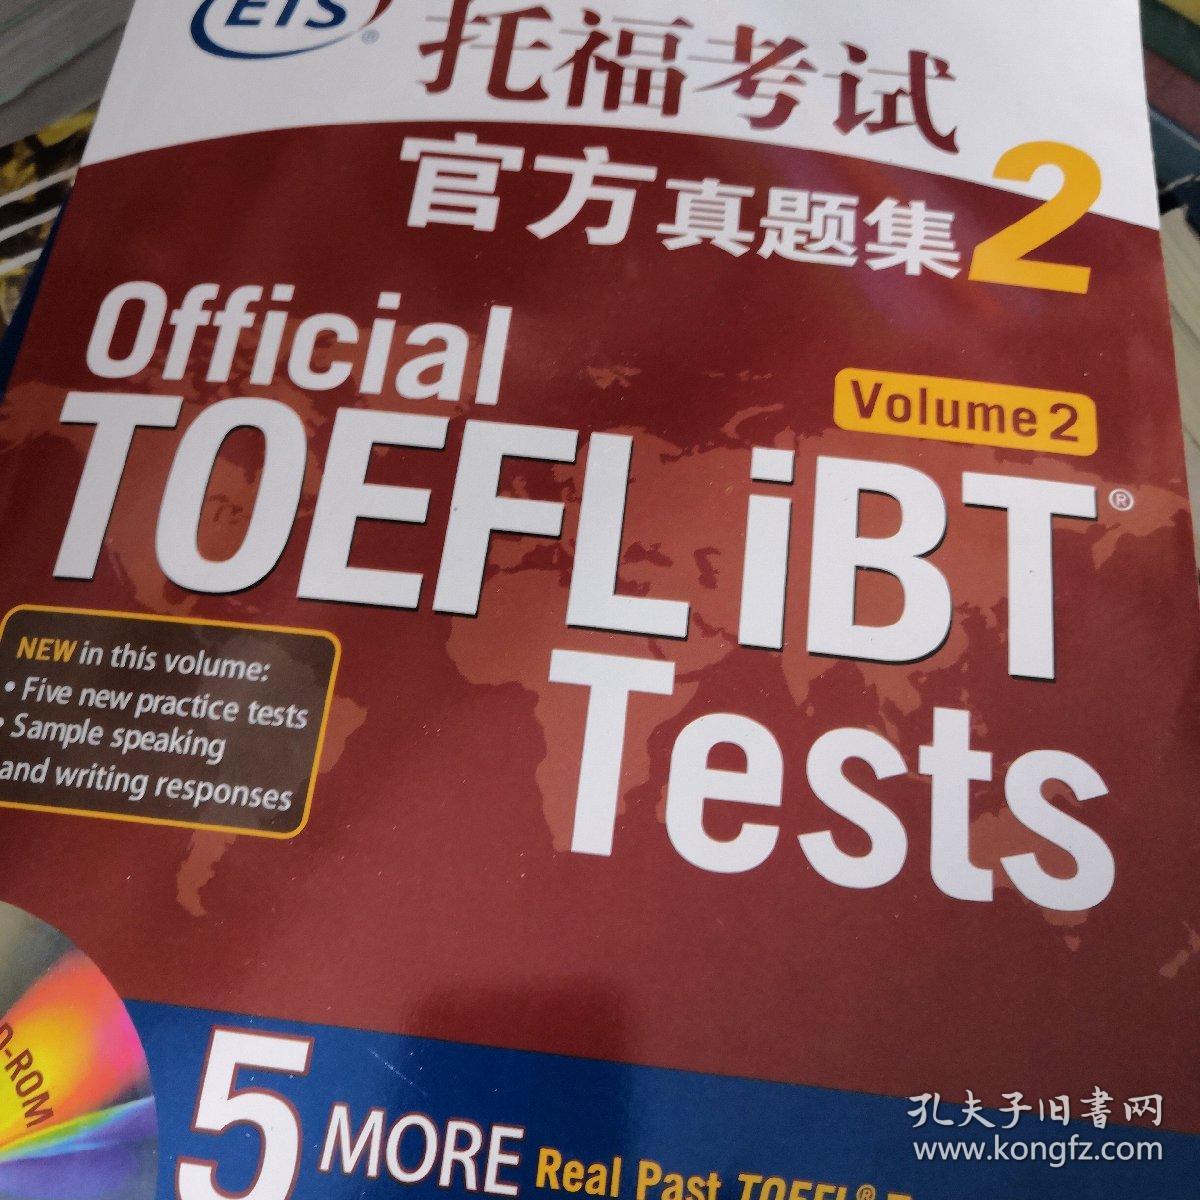 ETS®
托福考试
官方真题集2
Official
Volume 2
TOEFL iBT®
Tests
NEW in this volume:
• Five new practice tests
• Sample speaking
and writing responses
D-ROM
5 MORE Real Past TOEFL®
孔夫子旧書网
www.kongfz.com